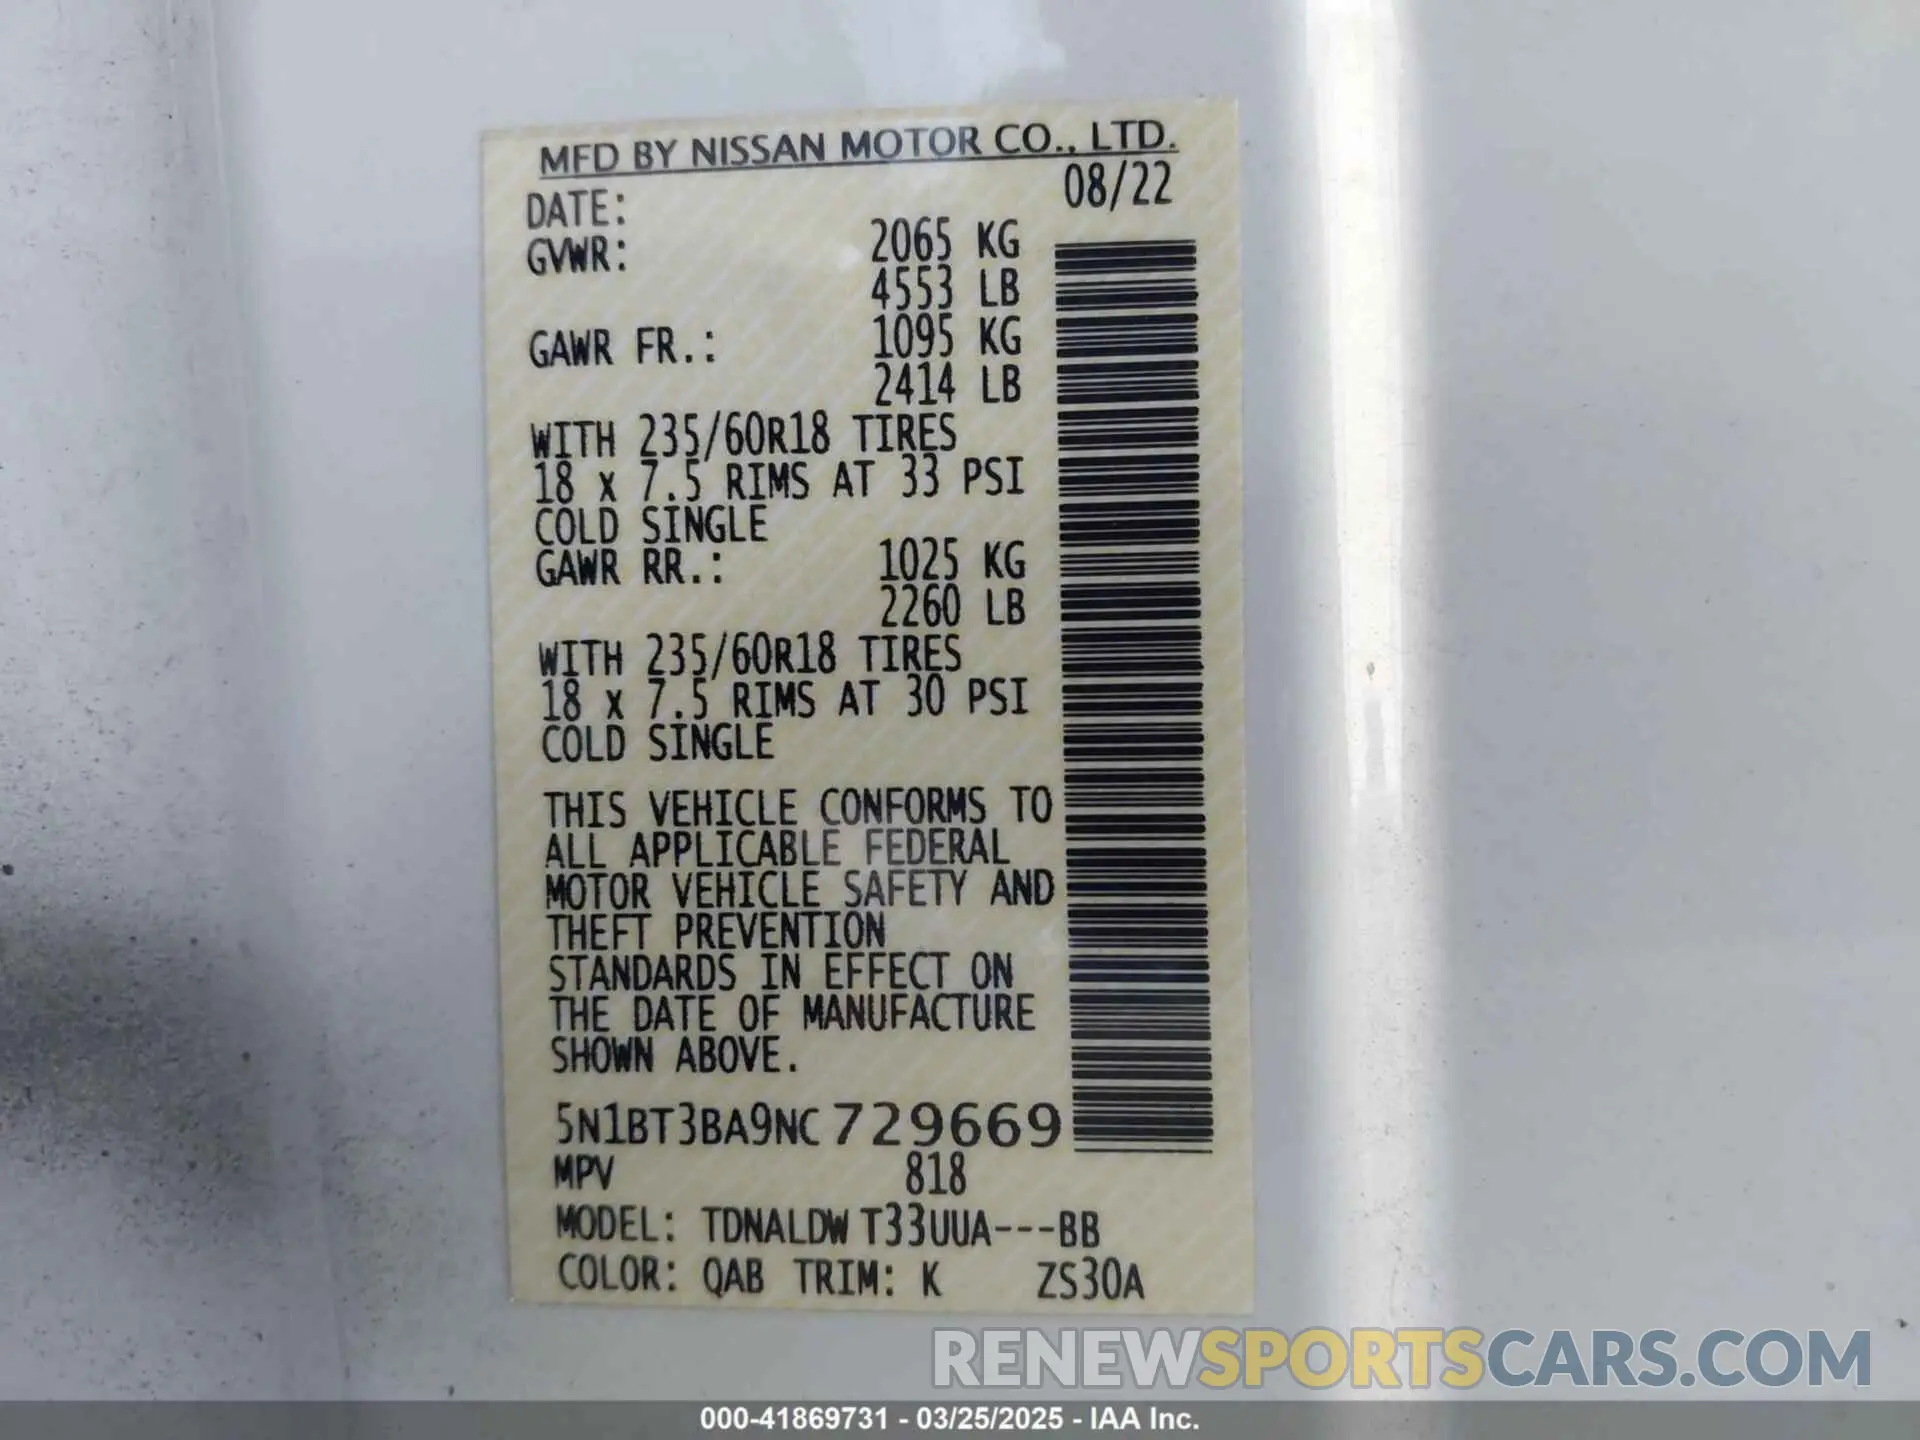 MFD BY NISSAN MOTOR CO., LTD.
DATE: 08/22
GVWR: 2065 KG
4553 LB
GAWR FR.: 1095 KG
2414 LB
WITH 235/60R18 TIRES
18 x 7.5 RIMS AT 33 PSI
COLD SINGLE
GAWR RR.: 1025 KG
2260 LB
WITH 235/60R18 TIRES
18 x 7.5 RIMS AT 30 PSI
COLD SINGLE
THIS VEHICLE CONFORMS TO
ALL APPLICABLE FEDERAL
MOTOR VEHICLE SAFETY AND
THEFT PREVENTION
STANDARDS IN EFFECT ON
THE DATE OF MANUFACTURE
SHOWN ABOVE.
5N1BT3BA9NC729669
MPV 818
MODEL: TDNALDW T33UUA---BB
COLOR: QAB TRIM: K ZS30A
RENEWSPORTSCARS.COM
000-41869731 - 03/25/2025 - IAA Inc.